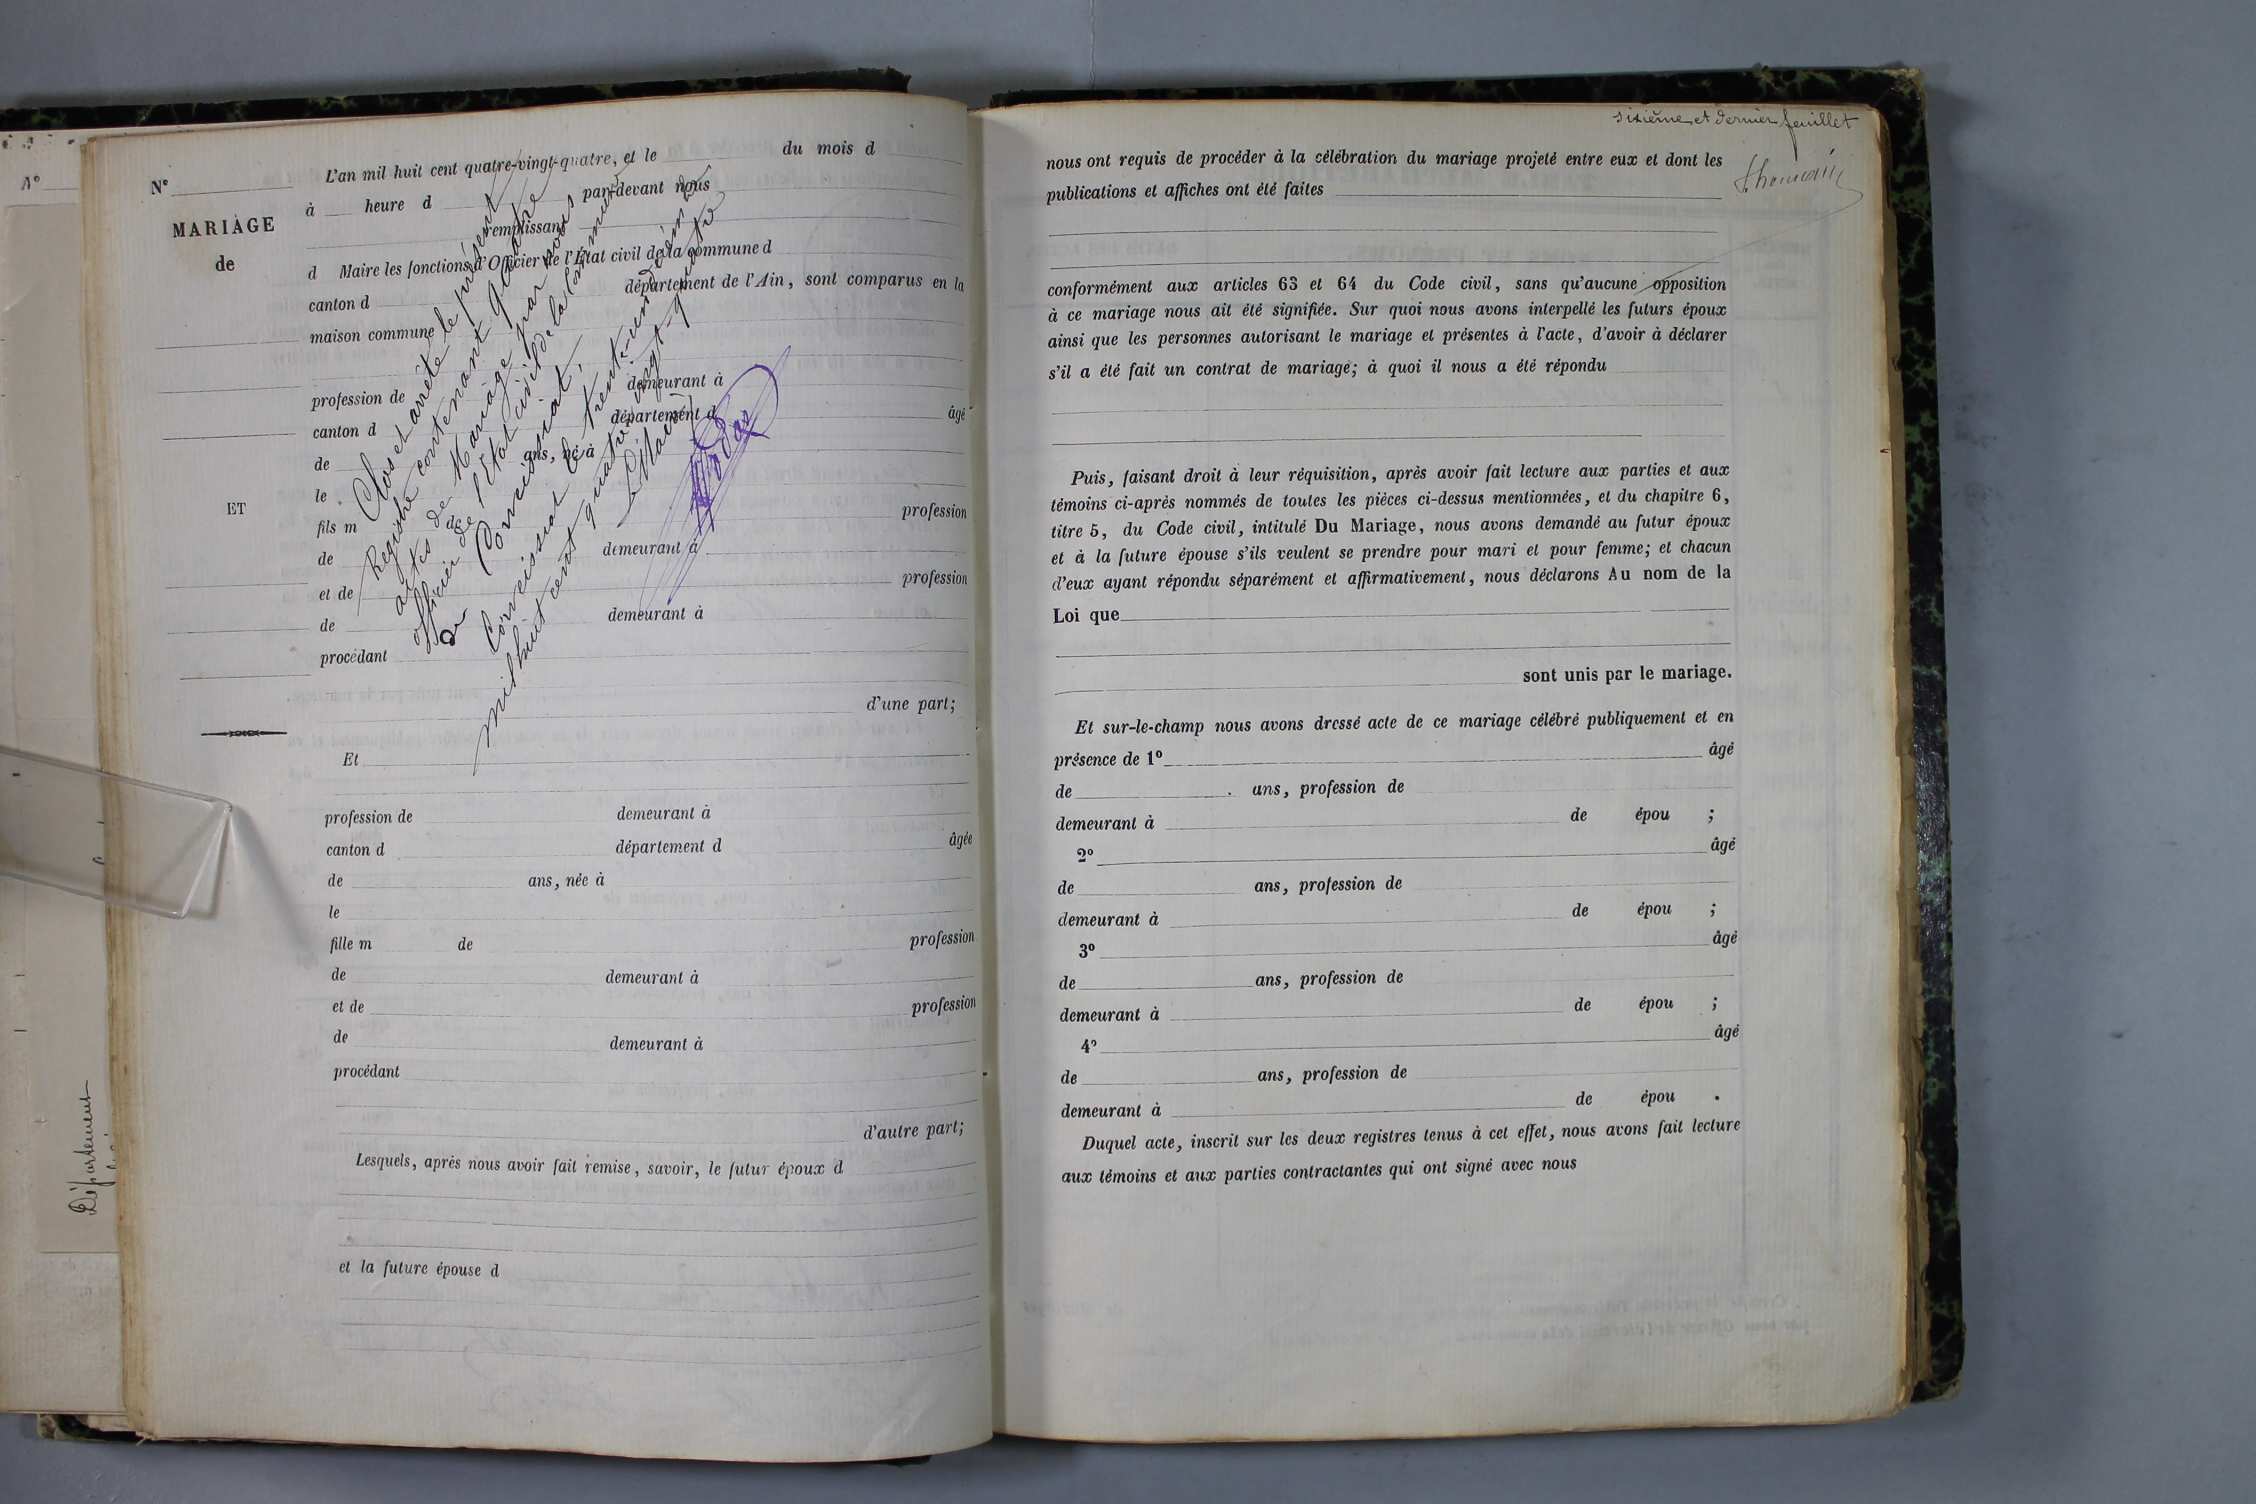 Nº
MARIAGE
de
ET
L'an mil huit cent quatre-vingt-quatre, et le du mois d
à heure d par-devant nous
remplissant
d Maire les fonctions d'Officier de l'État civil de la commune d
canton d département de l'Ain, sont comparus en la
maison commune
profession de demeurant à
canton d département d âgé
de ans, né à
le
fils m de profession
de demeurant à
et de profession
de demeurant à
procédant
d'une part;
Et
profession de demeurant à
canton d département d âgée
de ans, née à
le
fille m de profession
de demeurant à
et de profession
de demeurant à
procédant
d'autre part;
Lesquels, après nous avoir fait remise, savoir, le futur époux d
et la future épouse d
Clos et arrêté le présent
Registre contenant quatre
actes de Mariage par nous
officier de l'Etat civil de la Commune
de Corveissiat,
Corveissiat le trente-un Décembre
mil huit cent quatre-vingt-quatre
Le Maire
Département
sixième et dernier feuillet
nous ont requis de procéder à la célébration du mariage projeté entre eux et dont les
publications et affiches ont été faites
conformément aux articles 63 et 64 du Code civil, sans qu'aucune opposition
à ce mariage nous ait été signifiée. Sur quoi nous avons interpellé les futurs époux
ainsi que les personnes autorisant le mariage et présentes à l'acte, d'avoir à déclarer
s'il a été fait un contrat de mariage; à quoi il nous a été répondu
Puis, faisant droit à leur réquisition, après avoir fait lecture aux parties et aux
témoins ci-après nommés de toutes les pièces ci-dessus mentionnées, et du chapitre 6,
titre 5, du Code civil, intitulé Du Mariage, nous avons demandé au futur époux
et à la future épouse s'ils veulent se prendre pour mari et pour femme; et chacun
d'eux ayant répondu séparément et affirmativement, nous déclarons Au nom de la
Loi que
sont unis par le mariage.
Et sur-le-champ nous avons dressé acte de ce mariage célébré publiquement et en
présence de 1º âgé
de ans, profession de
demeurant à de épou ;
2º âgé
de ans, profession de
demeurant à de épou ;
3º âgé
de ans, profession de
demeurant à de épou ;
4º âgé
de ans, profession de
demeurant à de épou .
Duquel acte, inscrit sur les deux registres tenus à cet effet, nous avons fait lecture
aux témoins et aux parties contractantes qui ont signé avec nous